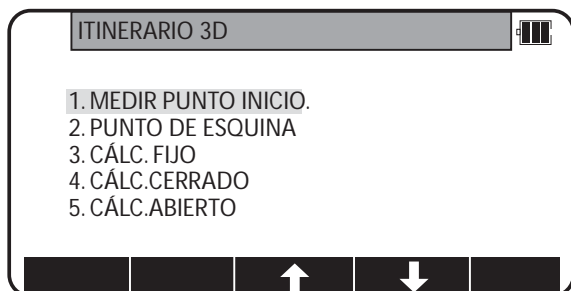 ITINERARIO 3D
1. MEDIR PUNTO INICIO.
2. PUNTO DE ESQUINA
3. CÁLC. FIJO
4. CÁLC.CERRADO
5. CÁLC.ABIERTO